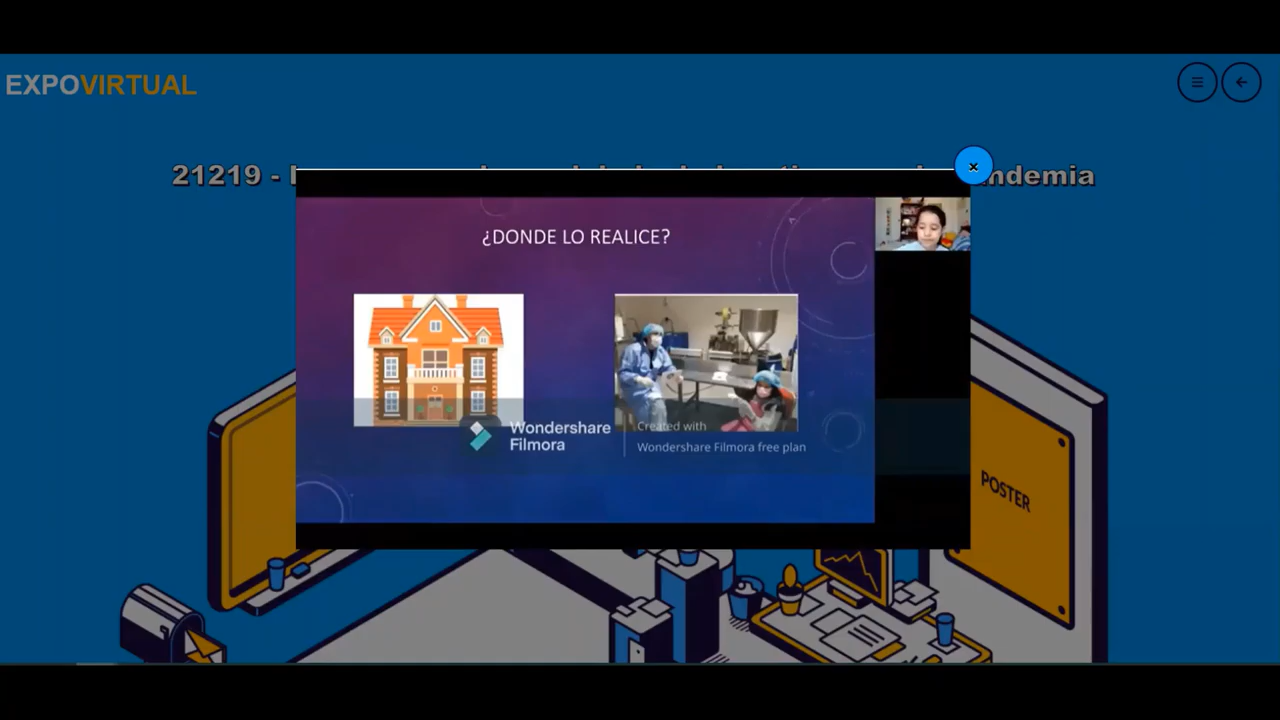 EXPOVIRTUAL
21219 -
ndemia
¿DONDE LO REALICE?
Wondershare
Filmora
Created with
Wondershare Filmora free plan
POSTER